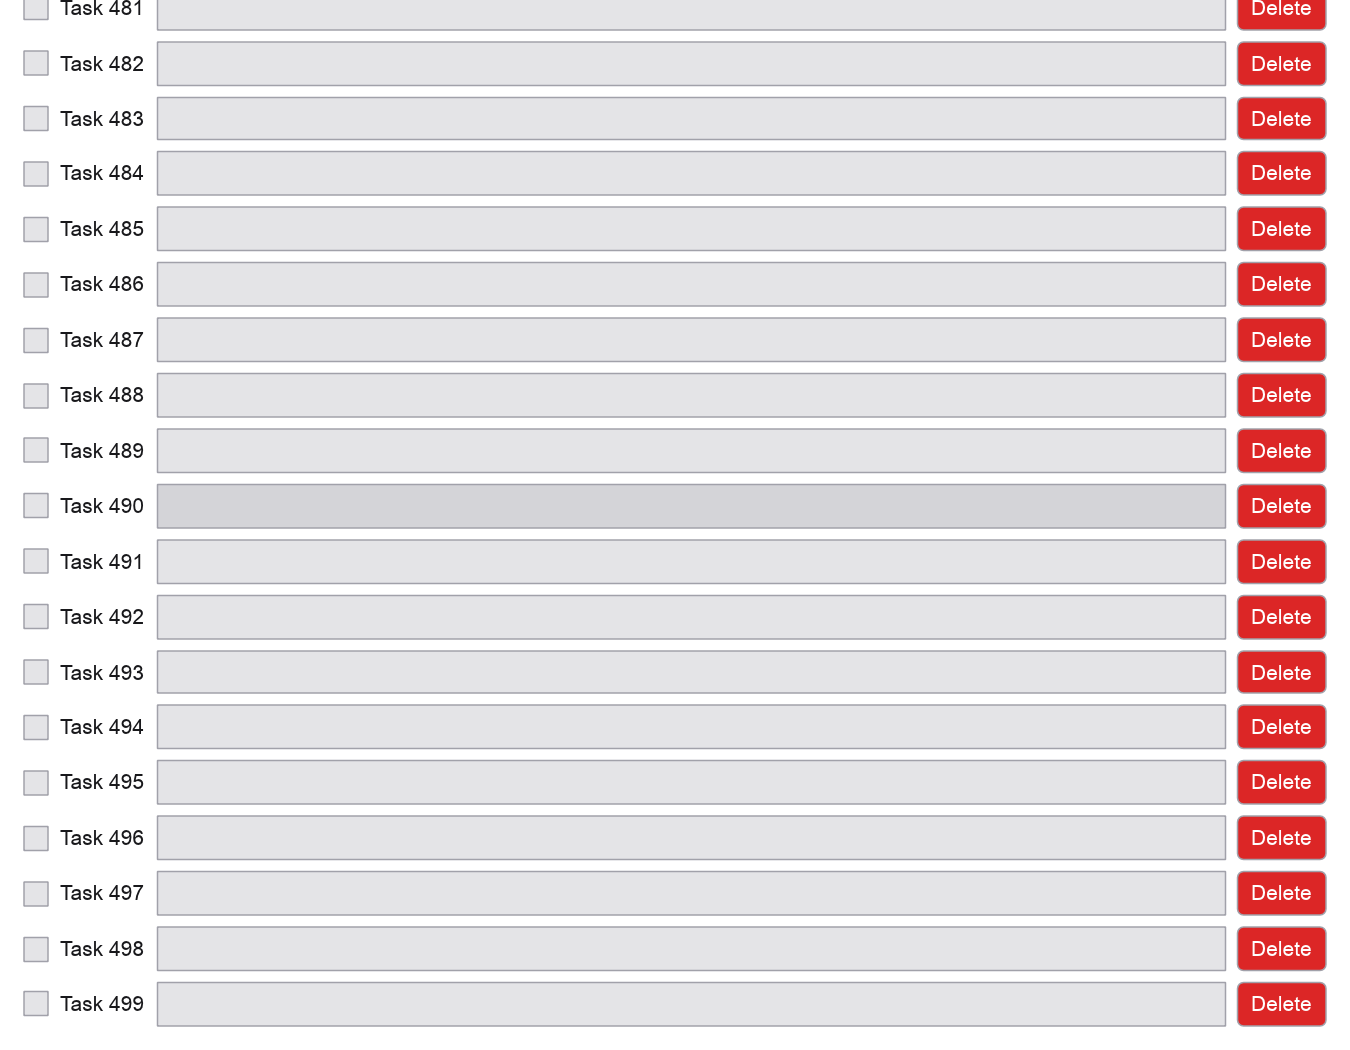 Task 481 Delete
Task 482 Delete
Task 483 Delete
Task 484 Delete
Task 485 Delete
Task 486 Delete
Task 487 Delete
Task 488 Delete
Task 489 Delete
Task 490 Delete
Task 491 Delete
Task 492 Delete
Task 493 Delete
Task 494 Delete
Task 495 Delete
Task 496 Delete
Task 497 Delete
Task 498 Delete
Task 499 Delete